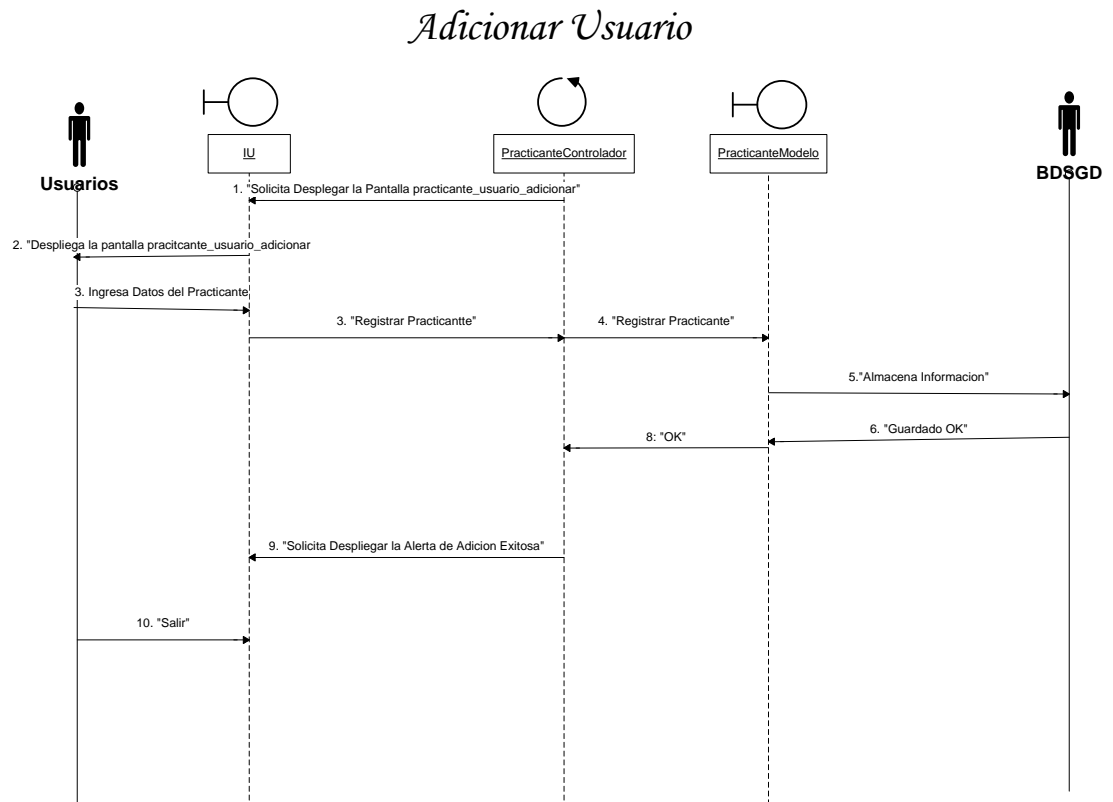 Adicionar Usuario
IU
PracticanteControlador
PracticanteModelo
Usuarios
BDSGD
1. "Solicita Desplegar la Pantalla practicante_usuario_adicionar"
2. "Despliega la pantalla pracitcante_usuario_adicionar
3. Ingresa Datos del Practicante
3. "Registrar Practicantte"
4. "Registrar Practicante"
5."Almacena Informacion"
6. "Guardado OK"
8: "OK"
9. "Solicita Despliegar la Alerta de Adicion Exitosa"
10. "Salir"